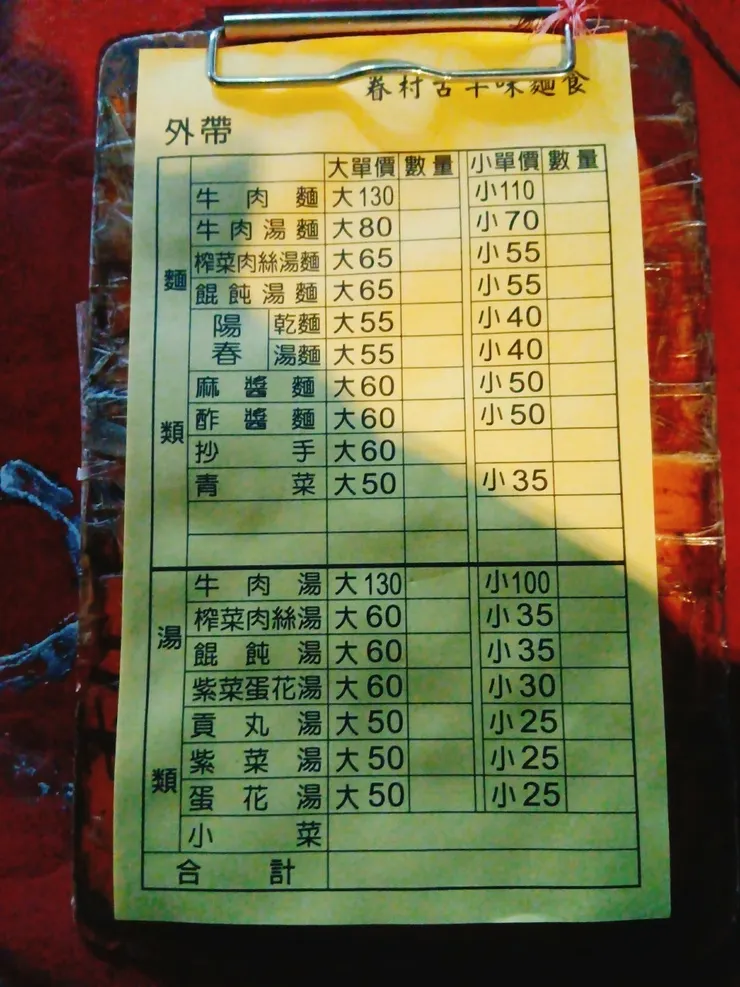 眷村古早味麵食
外帶
大單價 數量 小單價 數量
麵類
牛肉麵 大130 小110
牛肉湯麵 大80 小70
榨菜肉絲湯麵 大65 小55
餛飩湯麵 大65 小55
陽春 乾麵 大55 小40
湯麵 大55 小40
麻醬麵 大60 小50
酢醬麵 大60 小50
抄手 大60
青菜 大50 小35
湯類
牛肉湯 大130 小100
榨菜肉絲湯 大60 小35
餛飩湯 大60 小35
紫菜蛋花湯 大60 小30
貢丸湯 大50 小25
紫菜湯 大50 小25
蛋花湯 大50 小25
小菜
合計